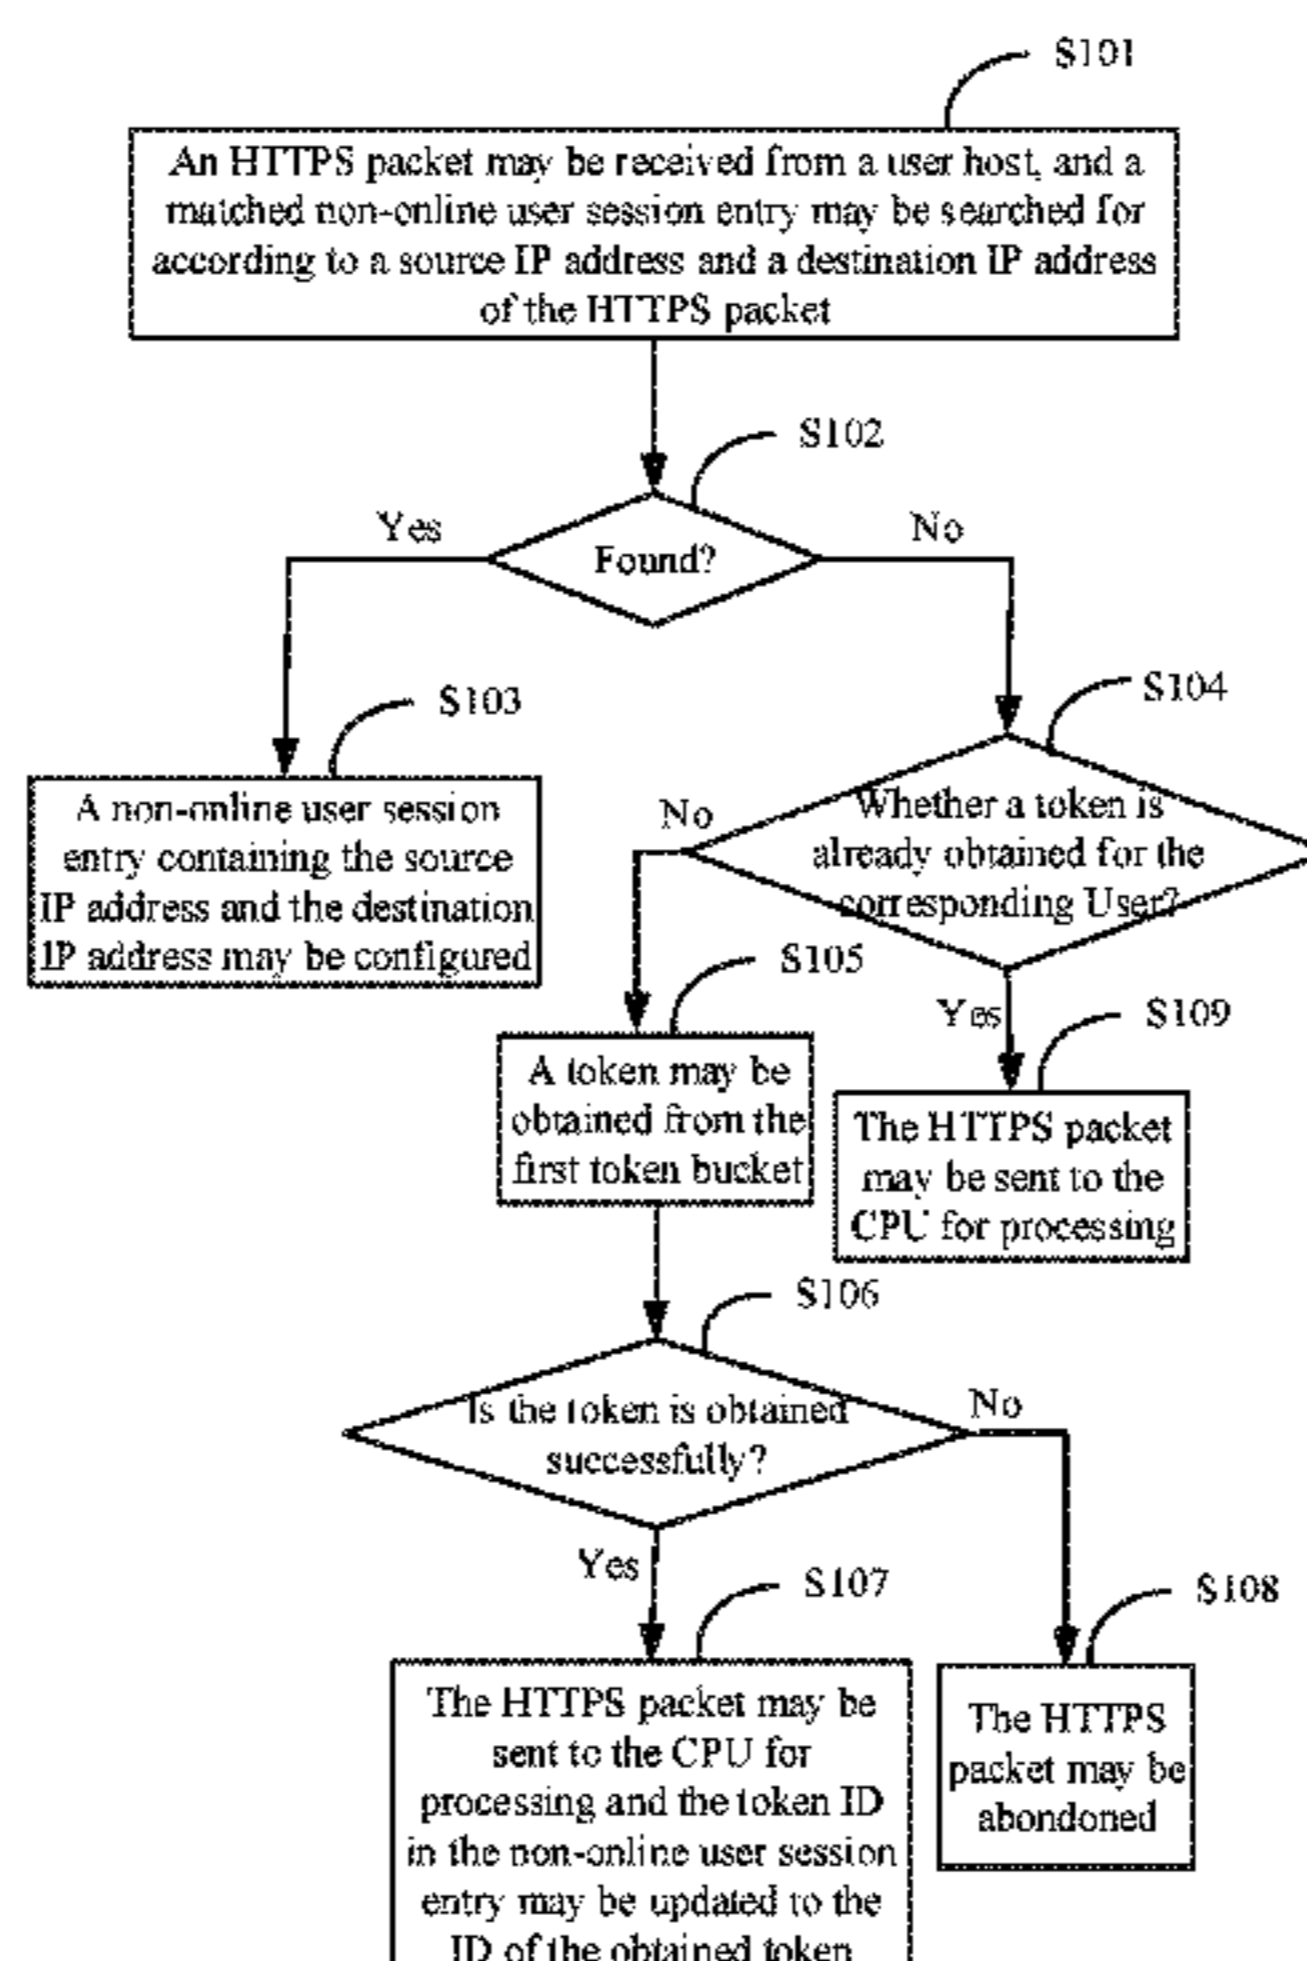 S101
An HTTPS packet may be received from a user host, and a
matched non-online user session entry may be searched for
according to a source IP address and a destination IP address
of the HTTPS packet
S102
Yes
No
Found?
S103
S104
A non-online user session
entry containing the source
IP address and the destination
IP address may be configured
No
Whether a token is
already obtained for the
corresponding User?
S105
Yes
S109
A token may be
obtained from the
first token bucket
The HTTPS packet
may be sent to the
CPU for processing
S106
Is the token is obtained
successfully?
No
Yes
S107
S108
The HTTPS packet may be
sent to the CPU for
processing and the token ID
in the non-online user session
entry may be updated to the
ID of the obtained token
The HTTPS
packet may be
abondoned